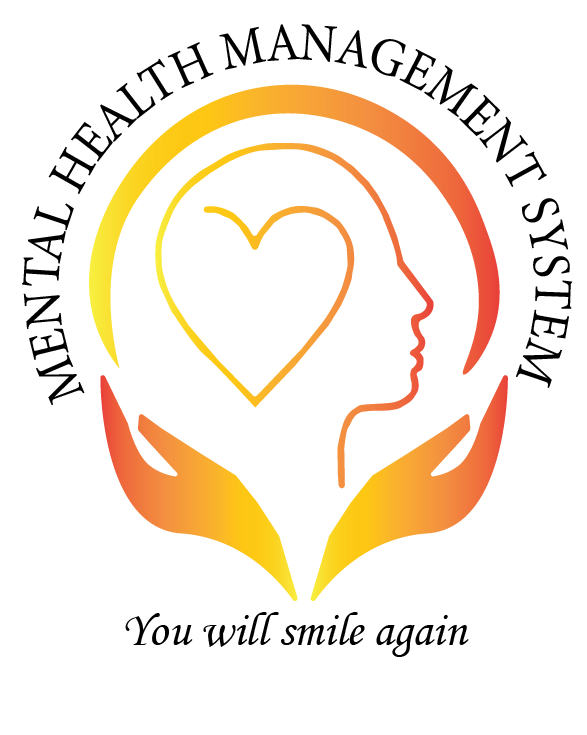 MENTAL HEALTH MANAGEMENT SYSTEM
You will smile again